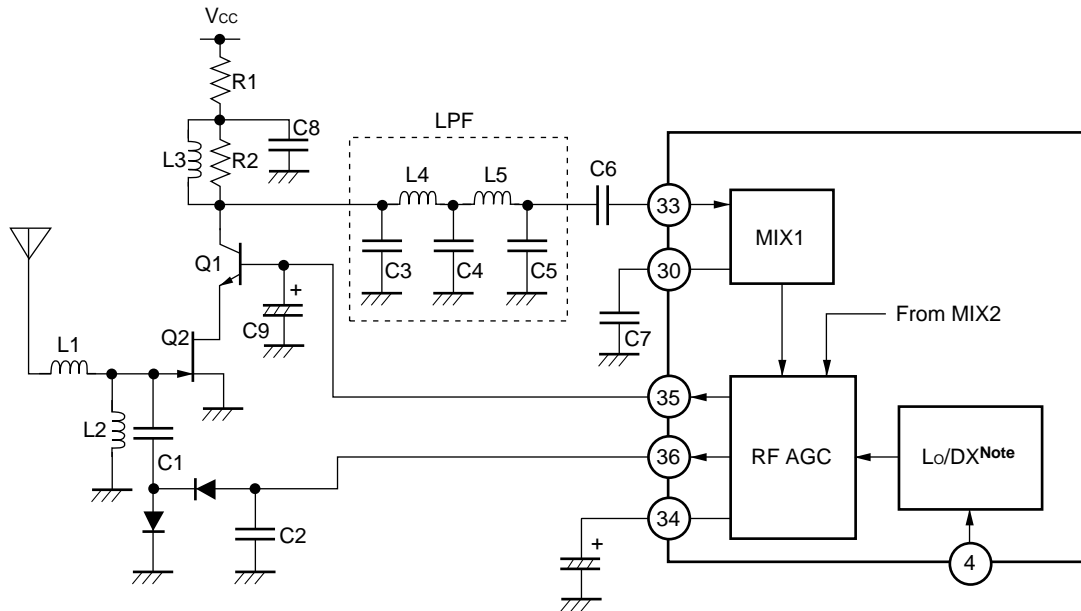 VCC
R1
C8
LPF
L3
R2
L4
L5
C6
33
MIX1
Q1
C3
C4
C5
30
+
C9
C7
From MIX2
L1
Q2
35
L2
36
RF AGC
LO/DXNote
C1
C2
34
+
4